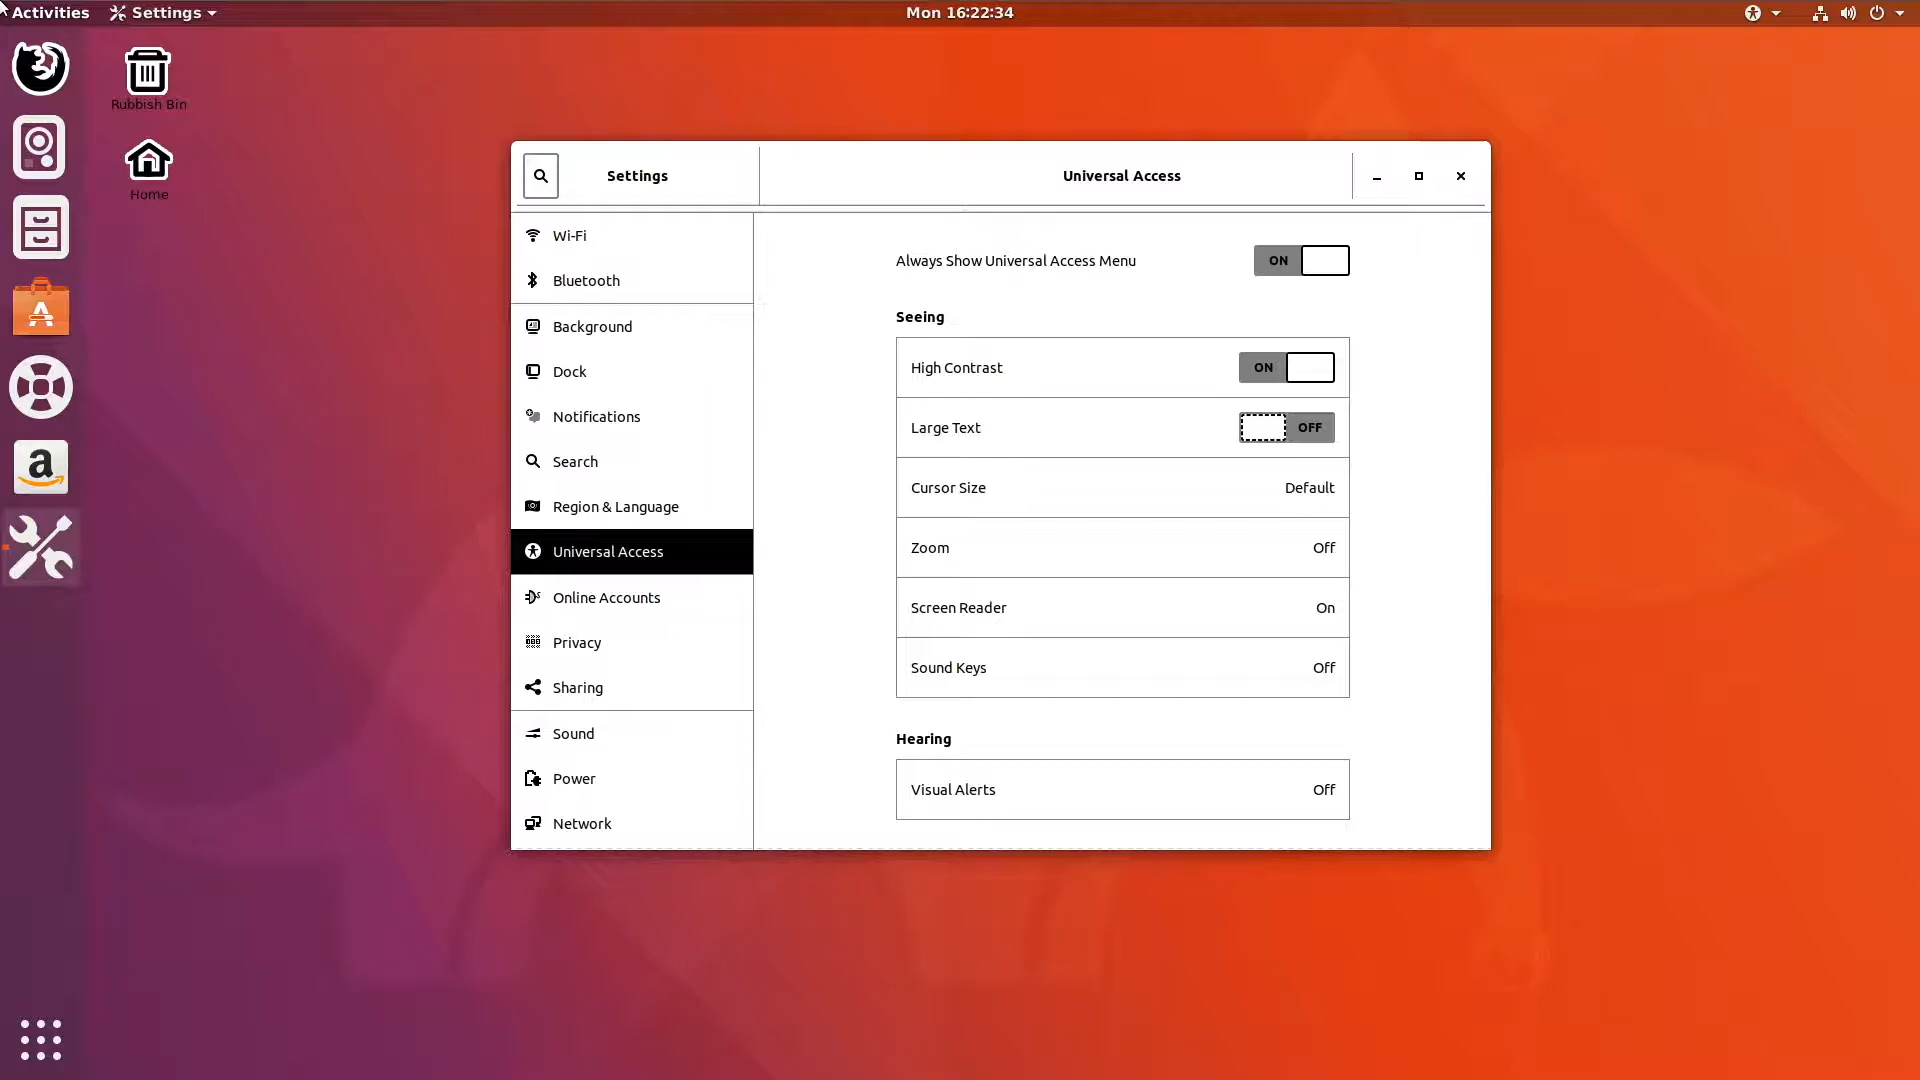 Activities
Settings
Mon 16:22:34
Rubbish Bin
Home
Settings
Universal Access
Wi-Fi
Bluetooth
Background
Dock
Notifications
Search
Region & Language
Universal Access
Online Accounts
Privacy
Sharing
Sound
Power
Network
Always Show Universal Access Menu
ON
Seeing
High Contrast
ON
Large Text
OFF
Cursor Size
Default
Zoom
Off
Screen Reader
On
Sound Keys
Off
Hearing
Visual Alerts
Off